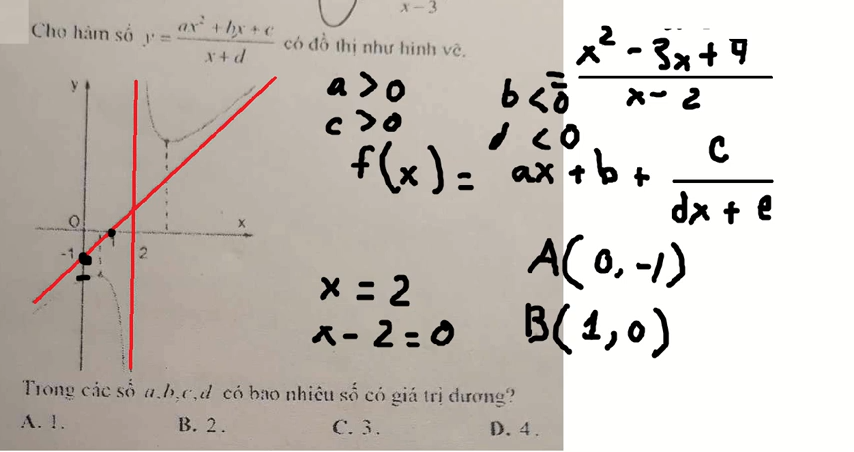 x − 3
Cho hàm số y = (ax² + bx + c)/(x + d) có đồ thị như hình vẽ.
a > 0
b < 0
c > 0
d < 0
x² - 3x + 4
x - 2
f(x) = ax + b + c/(dx + e)
y
O
x
-1
1
2
A(0, -1)
B(1, 0)
x = 2
x - 2 = 0
Trong các số a,b,c,d có bao nhiêu số có giá trị dương?
A. 1.
B. 2.
C. 3.
D. 4.